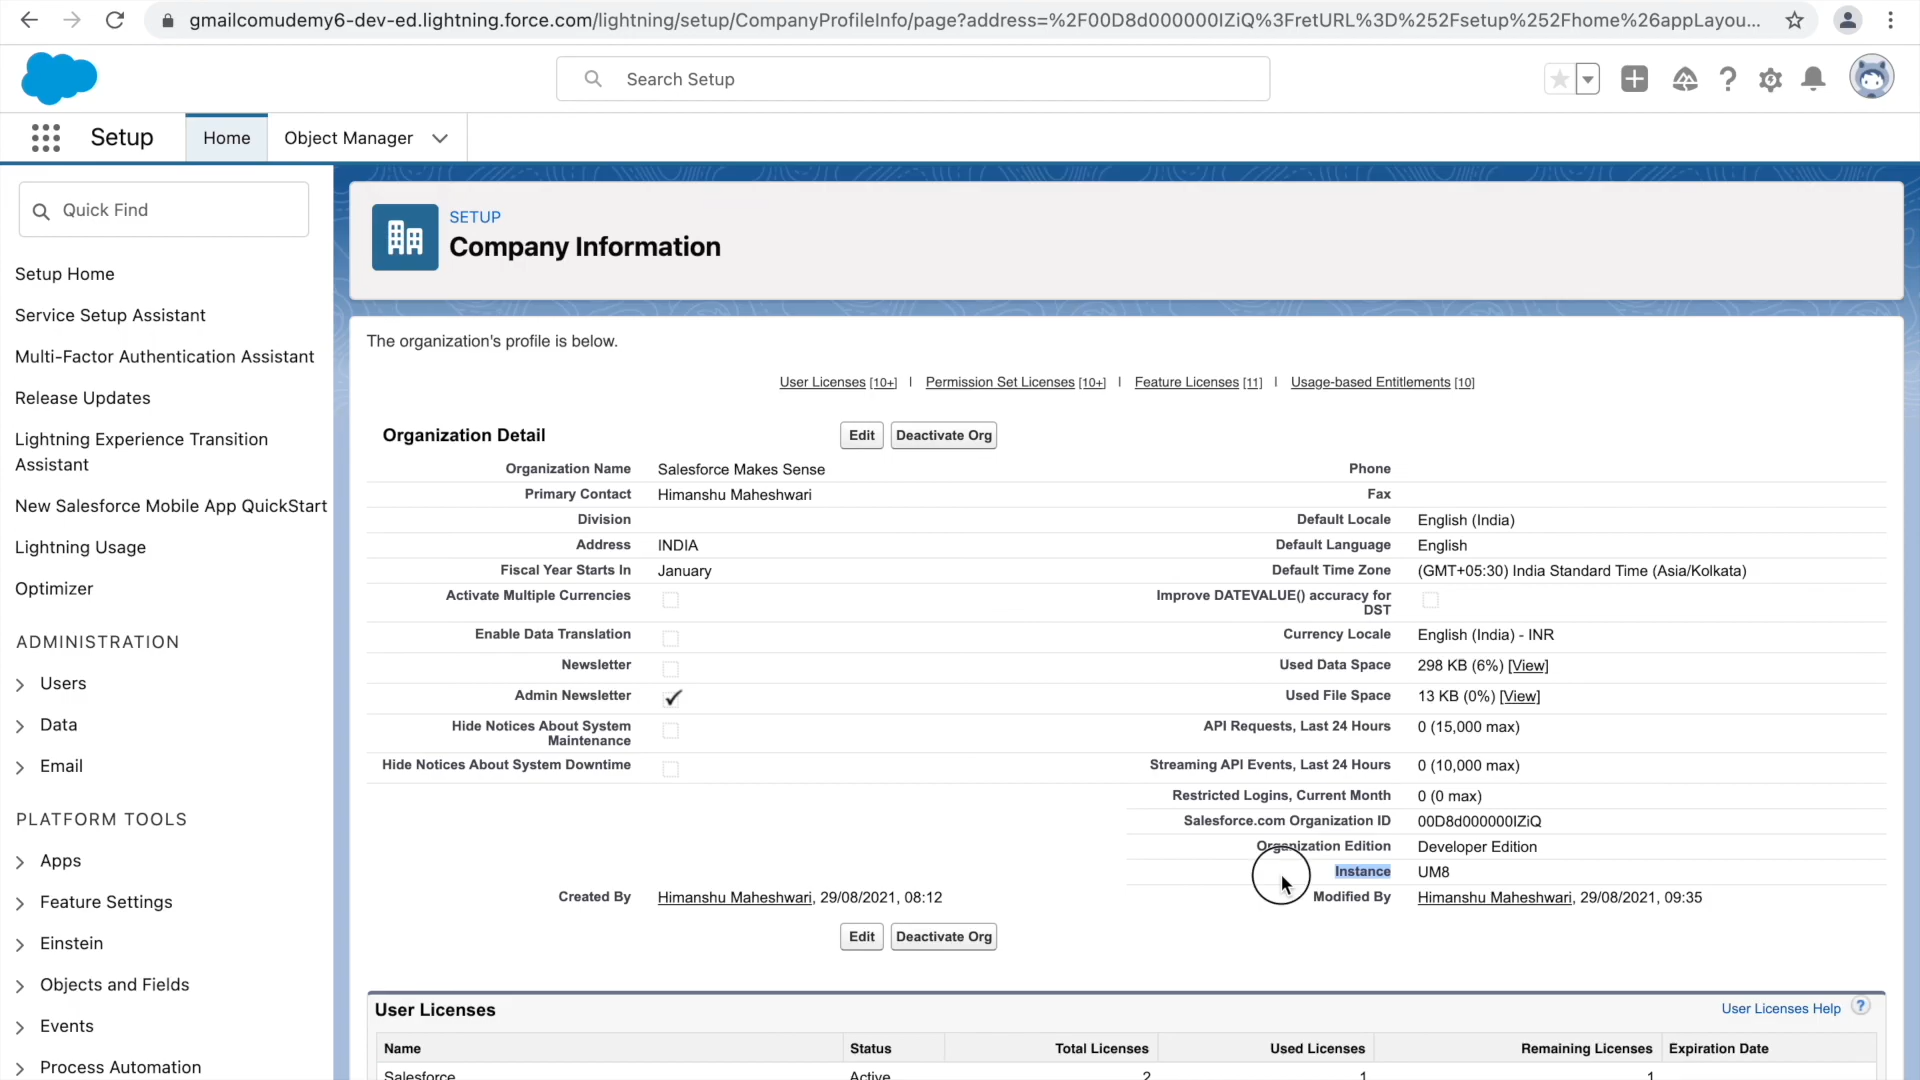 gmailcomudemy6-dev-ed.lightning.force.com/lightning/setup/CompanyProfileInfo/page?address=%2F00D8d000000IZiQ%3FretURL%3D%252Fsetup%252Fhome%26appLayou...
Search Setup
Setup
Home
Object Manager
Quick Find
Setup Home
Service Setup Assistant
Multi-Factor Authentication Assistant
Release Updates
Lightning Experience Transition
Assistant
New Salesforce Mobile App QuickStart
Lightning Usage
Optimizer
ADMINISTRATION
Users
Data
Email
PLATFORM TOOLS
Apps
Feature Settings
Einstein
Objects and Fields
Events
Process Automation
SETUP
Company Information
The organization's profile is below.
User Licenses [10+] | Permission Set Licenses [10+] | Feature Licenses [11] | Usage-based Entitlements [10]
Organization Detail Edit Deactivate Org
Organization Name Salesforce Makes Sense
Primary Contact Himanshu Maheshwari
Division
Address INDIA
Fiscal Year Starts In January
Activate Multiple Currencies
Enable Data Translation
Newsletter
Admin Newsletter
Hide Notices About System
Maintenance
Hide Notices About System Downtime
Created By Himanshu Maheshwari, 29/08/2021, 08:12
Phone
Fax
Default Locale English (India)
Default Language English
Default Time Zone (GMT+05:30) India Standard Time (Asia/Kolkata)
Improve DATEVALUE() accuracy for
DST
Currency Locale English (India) - INR
Used Data Space 298 KB (6%) [View]
Used File Space 13 KB (0%) [View]
API Requests, Last 24 Hours 0 (15,000 max)
Streaming API Events, Last 24 Hours 0 (10,000 max)
Restricted Logins, Current Month 0 (0 max)
Salesforce.com Organization ID 00D8d000000IZiQ
Organization Edition Developer Edition
Instance UM8
Modified By Himanshu Maheshwari, 29/08/2021, 09:35
Edit Deactivate Org
User Licenses
User Licenses Help ?
Name Status Total Licenses Used Licenses Remaining Licenses Expiration Date
Salesforce Active 2 1 1